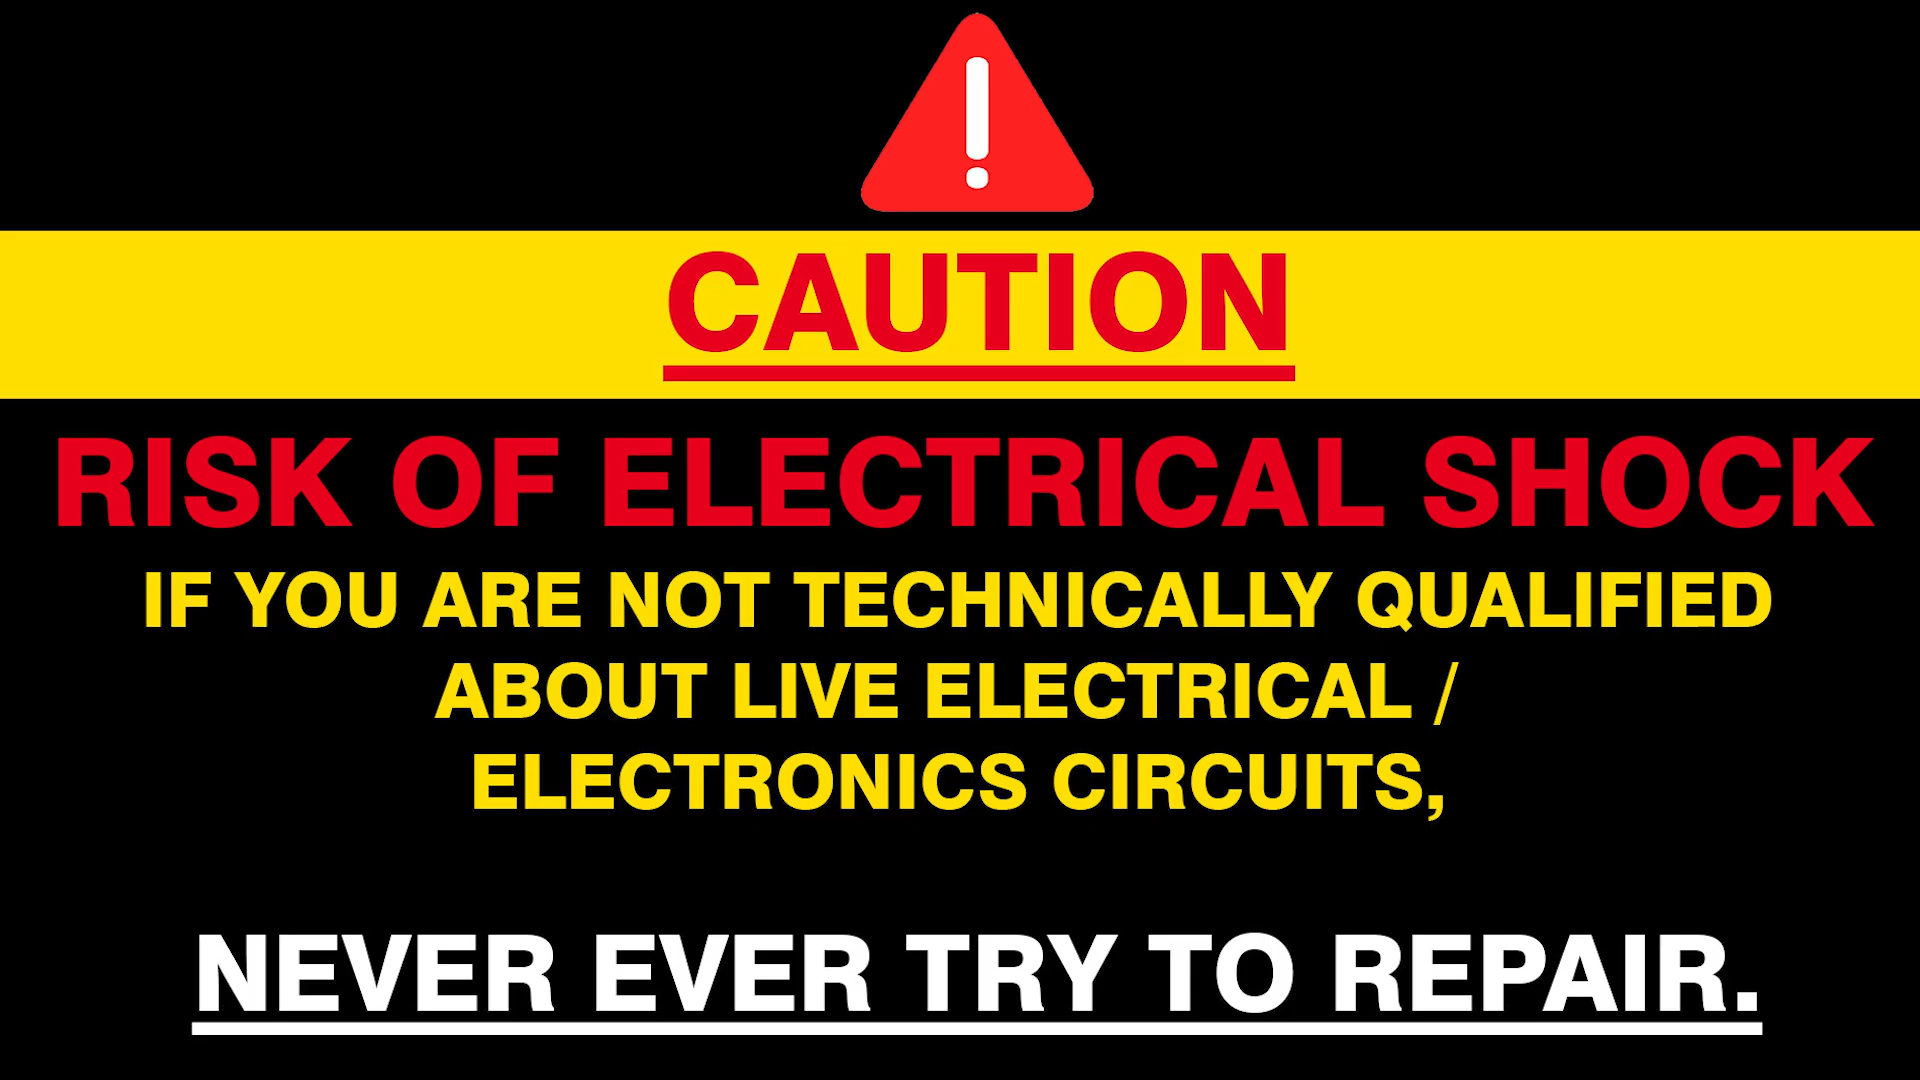 CAUTION
RISK OF ELECTRICAL SHOCK
IF YOU ARE NOT TECHNICALLY QUALIFIED
ABOUT LIVE ELECTRICAL /
ELECTRONICS CIRCUITS,
NEVER EVER TRY TO REPAIR.